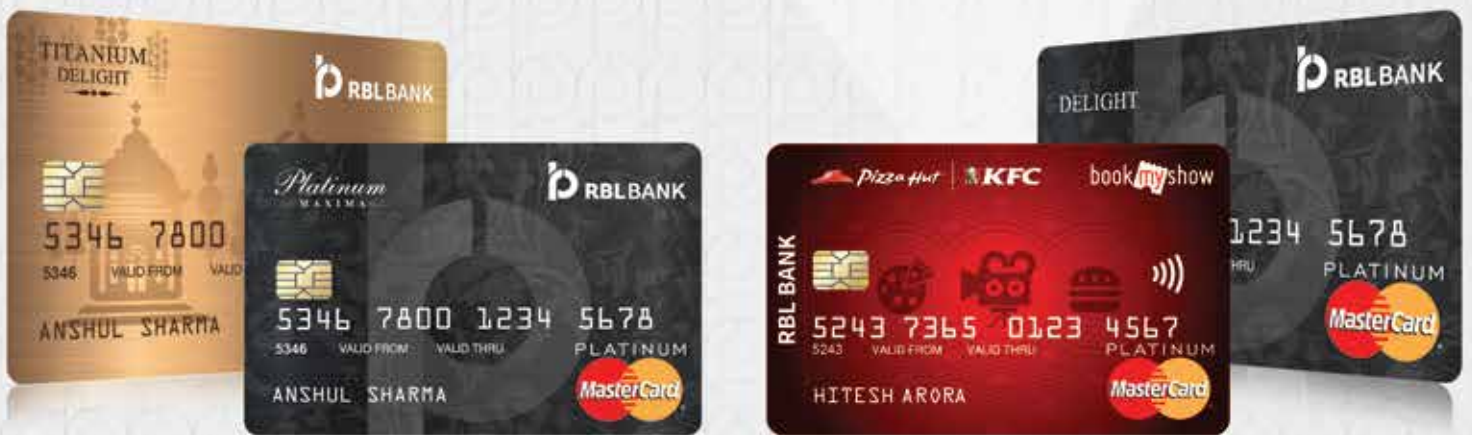 TITANIUM
DELIGHT
RBLBANK
5346 7800
5346 VALID FROM VALID
ANSHUL SHARMA
Platinum
MAXIMA
RBLBANK
5346 7800 1234 5678
5346 VALID FROM VALID THRU PLATINUM
ANSHUL SHARMA
MasterCard
Pizza Hut KFC bookmyshow
RBL BANK
5243 7365 0123 4567
5243 VALID FROM VALID THRU PLATINUM
HITESH ARORA
MasterCard
DELIGHT
RBLBANK
1234 5678
HRU PLATINUM
MasterCard